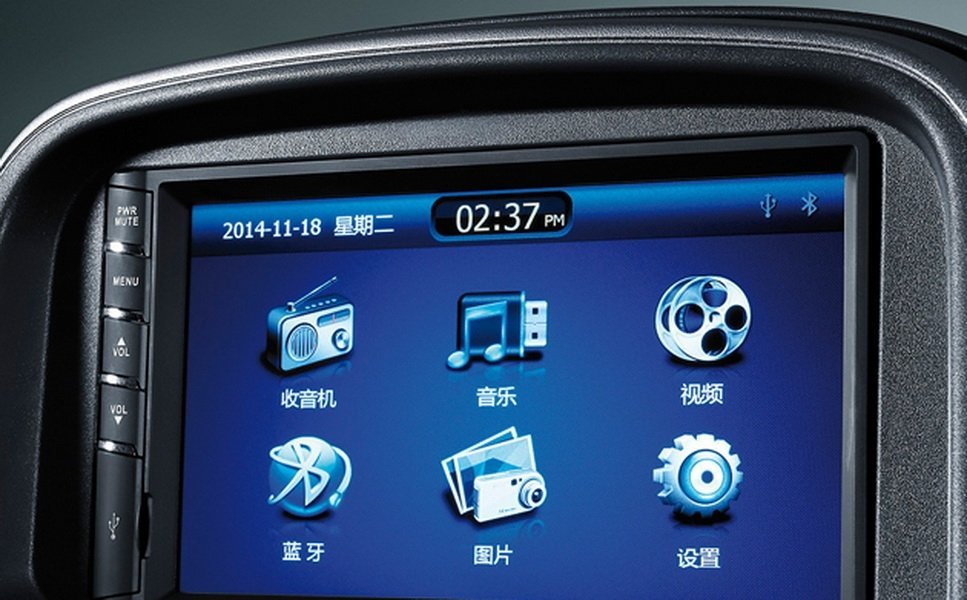 PWR
MUTE
MENU
VOL
VOL
2014-11-18 星期二
02:37 PM
收音机
音乐
视频
蓝牙
图片
设置